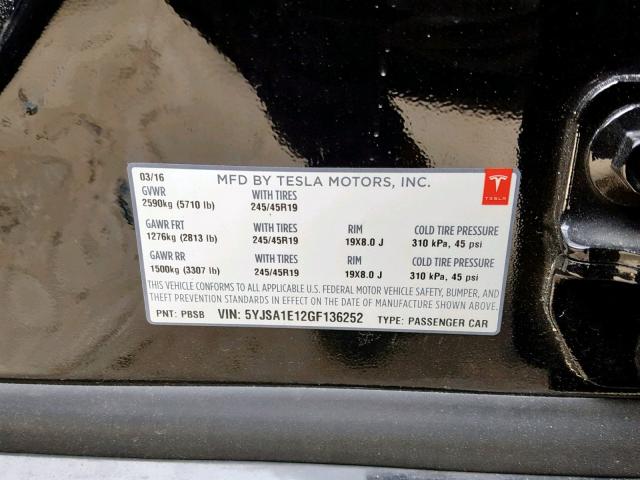 03/16 MFD BY TESLA MOTORS, INC. TESLA
GVWR WITH TIRES
2590kg (5710 lb) 245/45R19
GAWR FRT WITH TIRES RIM COLD TIRE PRESSURE
1276kg (2813 lb) 245/45R19 19X8.0 J 310 kPa, 45 psi
GAWR RR WITH TIRES RIM COLD TIRE PRESSURE
1500kg (3307 lb) 245/45R19 19X8.0 J 310 kPa, 45 psi
THIS VEHICLE CONFORMS TO ALL APPLICABLE U.S. FEDERAL MOTOR VEHICLE SAFETY, BUMPER, AND
THEFT PREVENTION STANDARDS IN EFFECT ON THE DATE OF MANUFACTURE SHOWN ABOVE.
PNT: PBSB VIN: 5YJSA1E12GF136252 TYPE: PASSENGER CAR